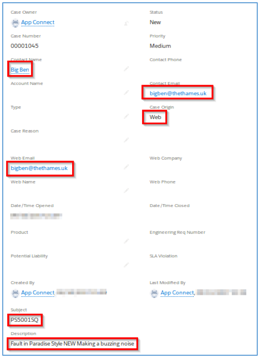 Case Owner
Status
App Connect
New
Case Number
Priority
00001045
Medium
Contact Name
Contact Phone
Big Ben
Account Name
Contact Email
bigben@thethames.uk
Type
Case Origin
Web
Case Reason
Web Email
Web Company
bigben@thethames.uk
Web Name
Web Phone
Date/Time Opened
Date/Time Closed
Product
Engineering Req Number
Potential Liability
SLA Violation
Created By
Last Modified By
App Connect,
App Connect,
Subject
PS5001SQ
Description
Fault in Paradise Style NEW Making a buzzing noise